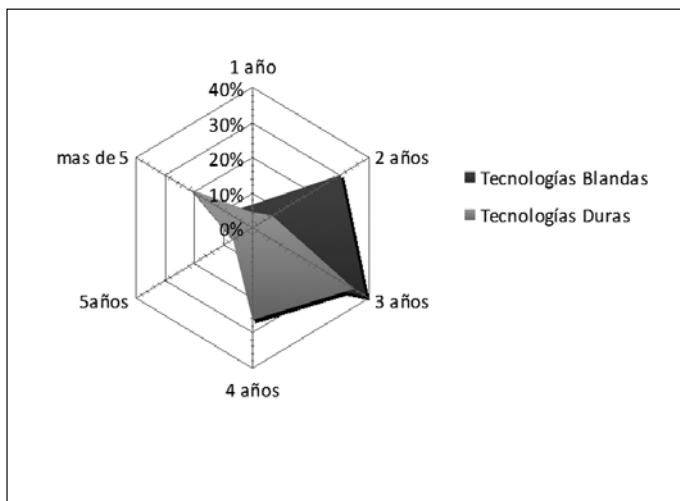 1 año
40%
30%
20%
10%
0%
2 años
3 años
4 años
5años
mas de 5
Tecnologías Blandas
Tecnologías Duras